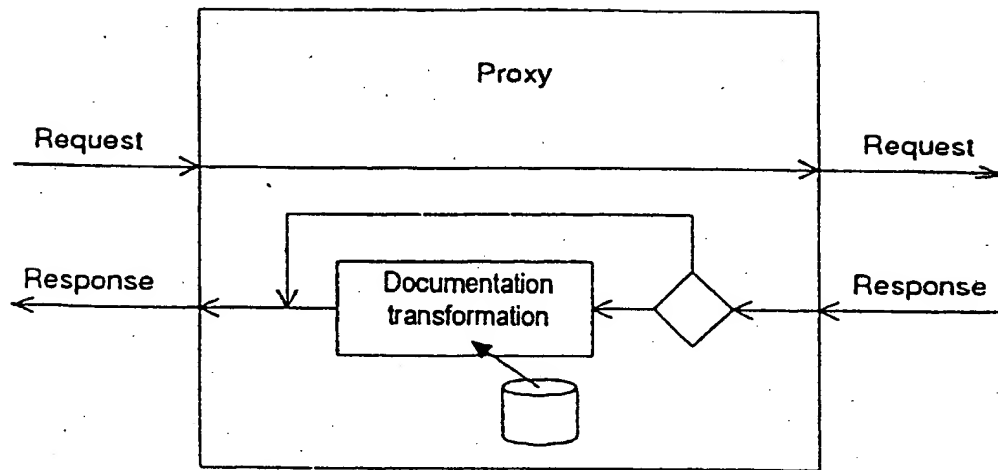 Proxy
Request
Request
Response
Documentation
transformation
Response